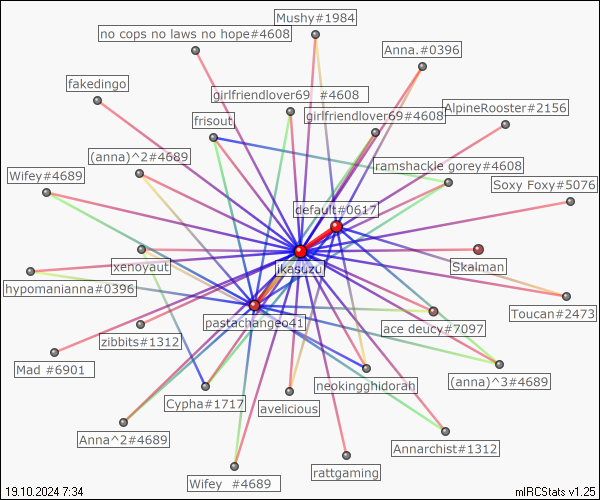 Mushy#1984
no cops no laws no hope#4608
Anna.#0396
fakedingo
girlfriendlover69 #4608
girlfriendlover69#4608
AlpineRooster#2156
frisout
(anna)^2#4689
ramshackle gorey#4608
Wifey#4689
Soxy Foxy#5076
default#0617
xenoyaut
ikasuzu
Skalman
hypomanianna#0396
pastachangeo41
Toucan#2473
ace deucy#7097
zibbits#1312
Mad #6901
neokingghidorah
(anna)^3#4689
Cypha#1717
avelicious
Anna^2#4689
Annarchist#1312
rattgaming
Wifey #4689
19.10.2024 7:34
mIRCStats v1.25